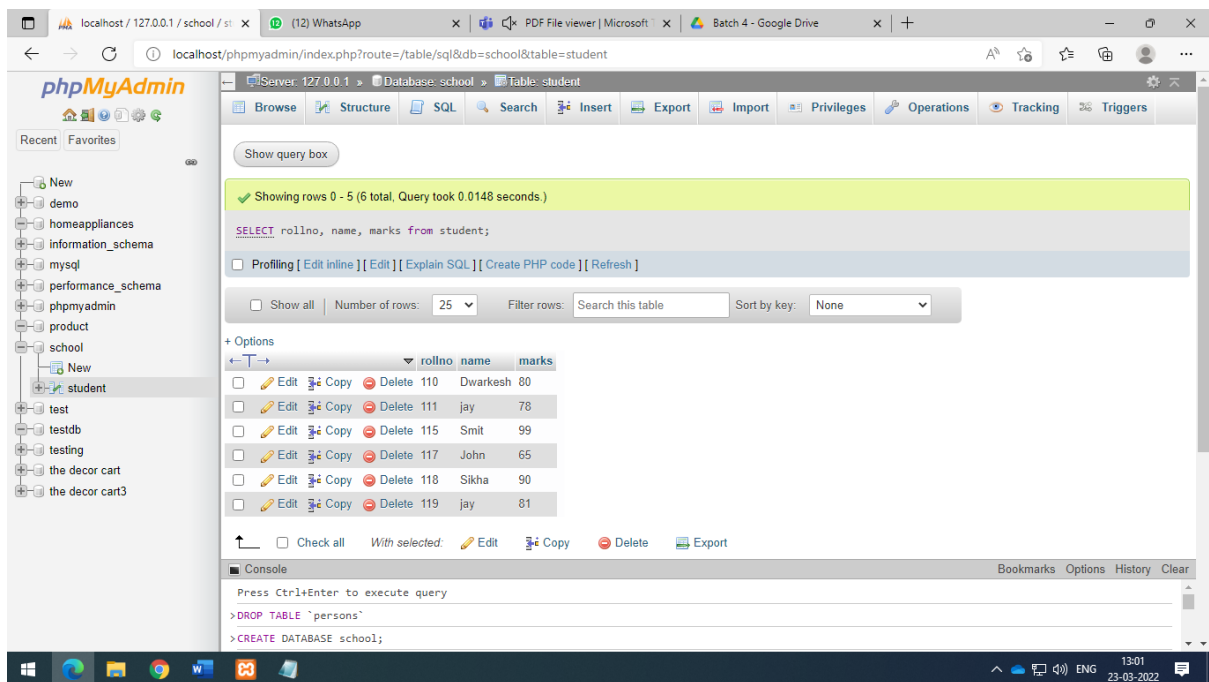 localhost / 127.0.0.1 / school / st
(12) WhatsApp
PDF File viewer | Microsoft T
Batch 4 - Google Drive
localhost/phpmyadmin/index.php?route=/table/sql&db=school&table=student
phpMyAdmin
Recent Favorites
New
demo
homeappliances
information_schema
mysql
performance_schema
phpmyadmin
product
school
New
student
test
testdb
testing
the decor cart
the decor cart3
Server: 127.0.0.1 » Database: school » Table: student
Browse Structure SQL Search Insert Export Import Privileges Operations Tracking Triggers
Show query box
Showing rows 0 - 5 (6 total, Query took 0.0148 seconds.)
SELECT rollno, name, marks from student;
Profiling [ Edit inline ] [ Edit ] [ Explain SQL ] [ Create PHP code ] [ Refresh ]
Show all Number of rows: 25 Filter rows: Search this table Sort by key: None
+ Options
←T→ rollno name marks
Edit Copy Delete 110 Dwarkesh 80
Edit Copy Delete 111 jay 78
Edit Copy Delete 115 Smit 99
Edit Copy Delete 117 John 65
Edit Copy Delete 118 Sikha 90
Edit Copy Delete 119 jay 81
Check all With selected: Edit Copy Delete Export
Console Bookmarks Options History Clear
Press Ctrl+Enter to execute query
>DROP TABLE `persons`
>CREATE DATABASE school;
ENG
13:01
23-03-2022